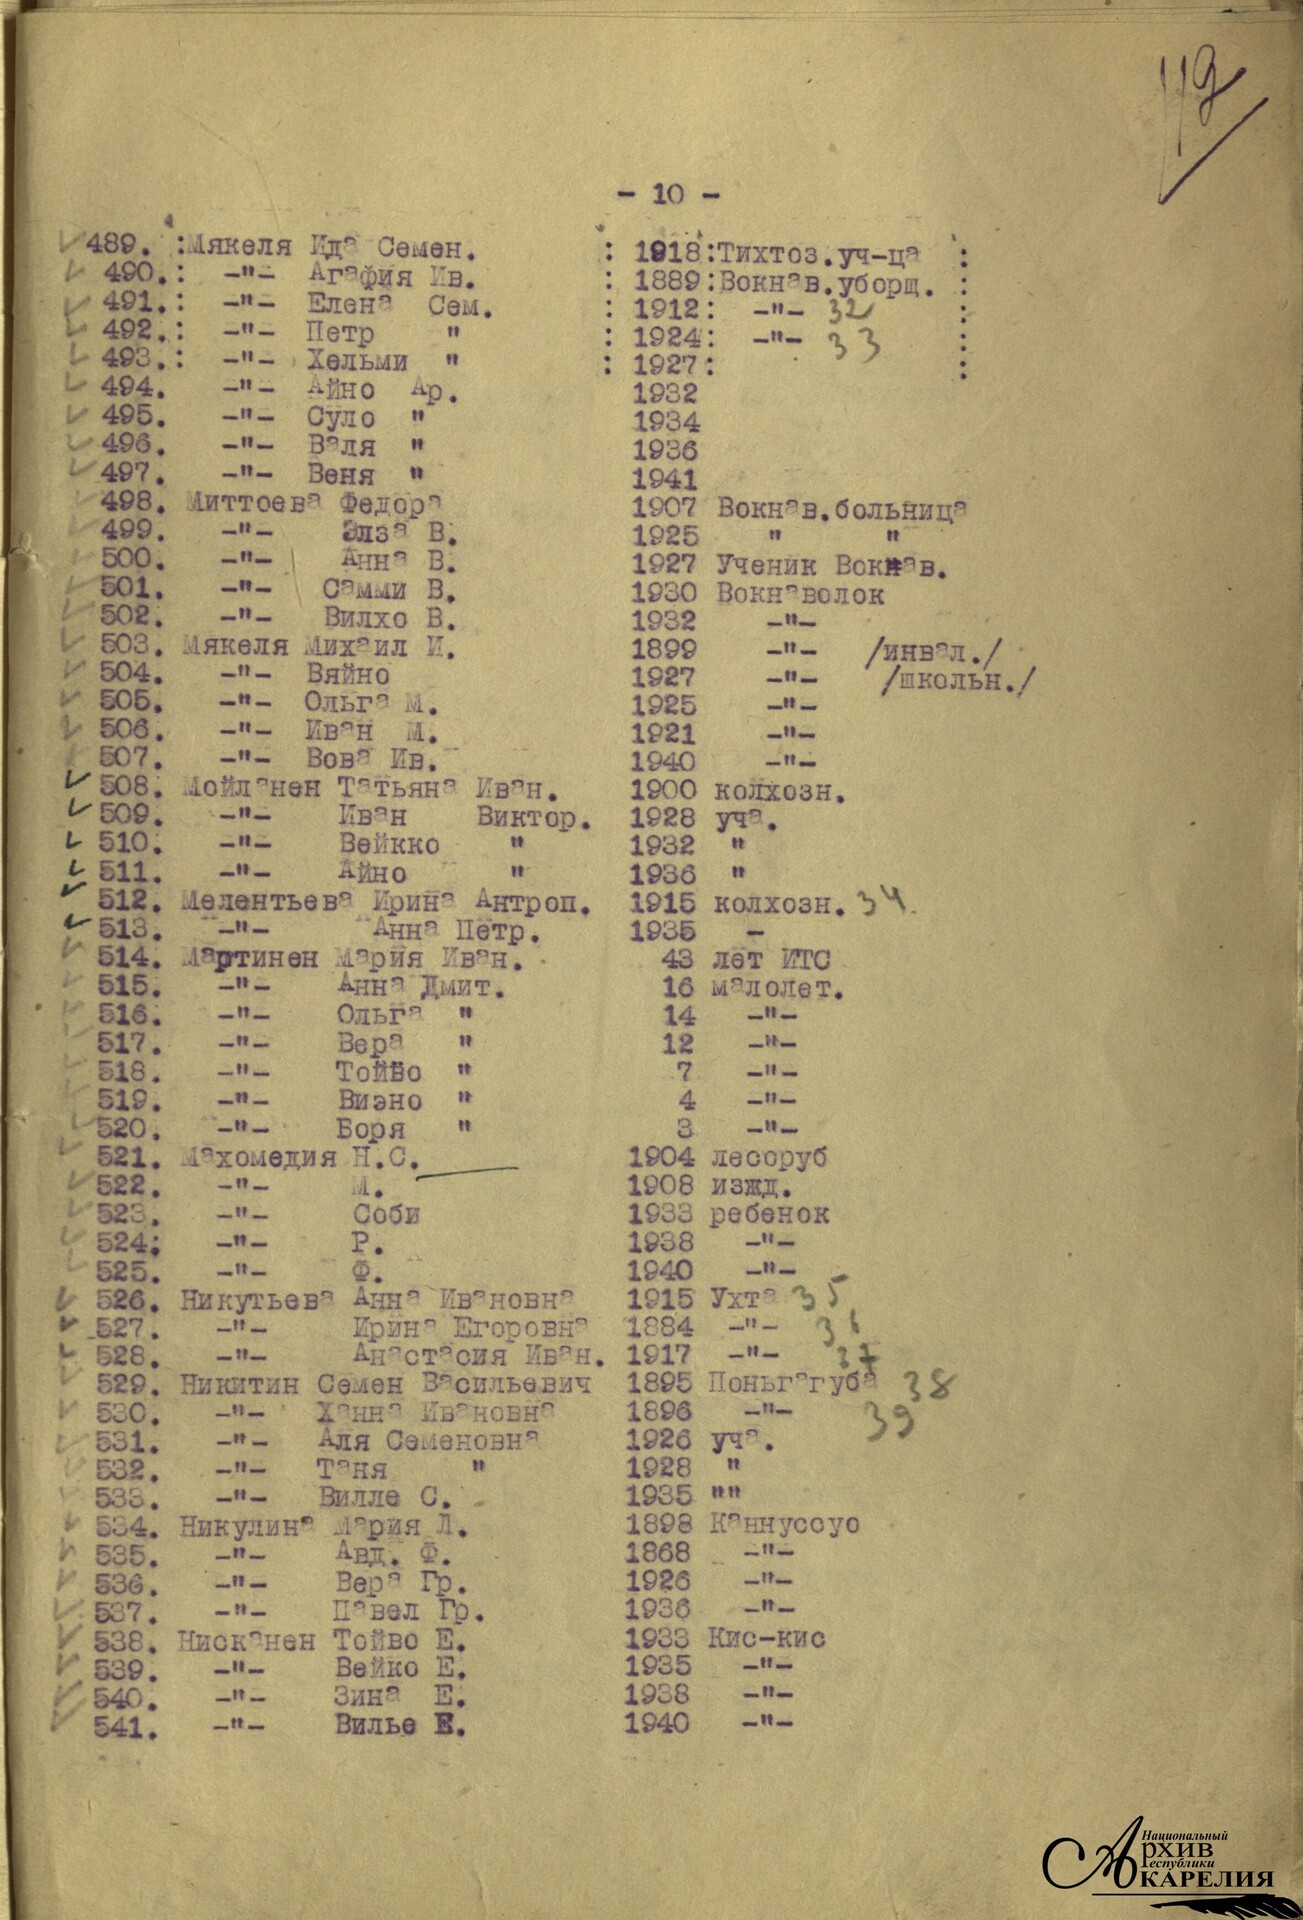 119
- 10 -
489. :Мякеля Ида Семен. : 1918:Тихтоз.уч-ца :
490.: -"- Агафия Ив. : 1889:Вокнав.уборщ. :
491.: -"- Елена Сем. : 1912: -"- 32 :
492.: -"- Петр " : 1924: -"- 33 :
493.: -"- Хельми " : 1927: :
494. -"- Айно Ар. 1932
495. -"- Суло " 1934
496. -"- Валя " 1936
497. -"- Веня " 1941
498. Миттоева Федора 1907 Вокнав.больница
499. -"- Элза В. 1925 " "
500. -"- Анна В. 1927 Ученик Вокнав.
501. -"- Самми В. 1930 Вокнаволок
502. -"- Вилхо В. 1932 -"-
503. Мякеля Михаил И. 1899 -"- /инвал./
504. -"- Вяйно 1927 -"- /школьн./
505. -"- Ольга М. 1925 -"-
506. -"- Иван М. 1921 -"-
507. -"- Вова Ив. 1940 -"-
508. Мойланен Татьяна Иван. 1900 колхозн.
509. -"- Иван Виктор. 1928 уча.
510. -"- Вейкко " 1932 "
511. -"- Айно " 1936 "
512. Мелентьева Ирина Антроп. 1915 колхозн. 34.
513. -"- Анна Петр. 1935 -
514. Мартинен Мария Иван. 43 лет ИТС
515. -"- Анна Дмит. 16 малолет.
516. -"- Ольга " 14 -"-
517. -"- Вера " 12 -"-
518. -"- Тойво " 7 -"-
519. -"- Виэно " 4 -"-
520. -"- Боря " 3 -"-
521. Махомедия Н.С. 1904 лесоруб
522. -"- М. 1908 изжд.
523. -"- Соби 1933 ребенок
524: -"- Р. 1938 -"-
525. -"- Ф. 1940 -"-
526. Никутьева Анна Ивановна 1915 Ухта 35
527. -"- Ирина Егоровна 1884 -"- 36
528. -"- Анастасия Иван. 1917 -"- 37
529. Никитин Семен Васильевич 1895 Поньгагуба 38
530. -"- Ханна Ивановна 1896 -"- 39
531. -"- Аля Семеновна 1926 уча.
532. -"- Таня " 1928 "
533. -"- Вилле С. 1935 ""
534. Никулина Мария Л. 1898 Каннуссуо
535. -"- Авд. Ф. 1868 -"-
536. -"- Вера Гр. 1926 -"-
537. -"- Павел Гр. 1936 -"-
538. Нисканен Тойво Е. 1933 Кис-кис
539. -"- Вейко Е. 1935 -"-
540. -"- Зина Е. 1938 -"-
541. -"- Вилье Е. 1940 -"-
Национальный
Архив
Республики
КАРЕЛИЯ